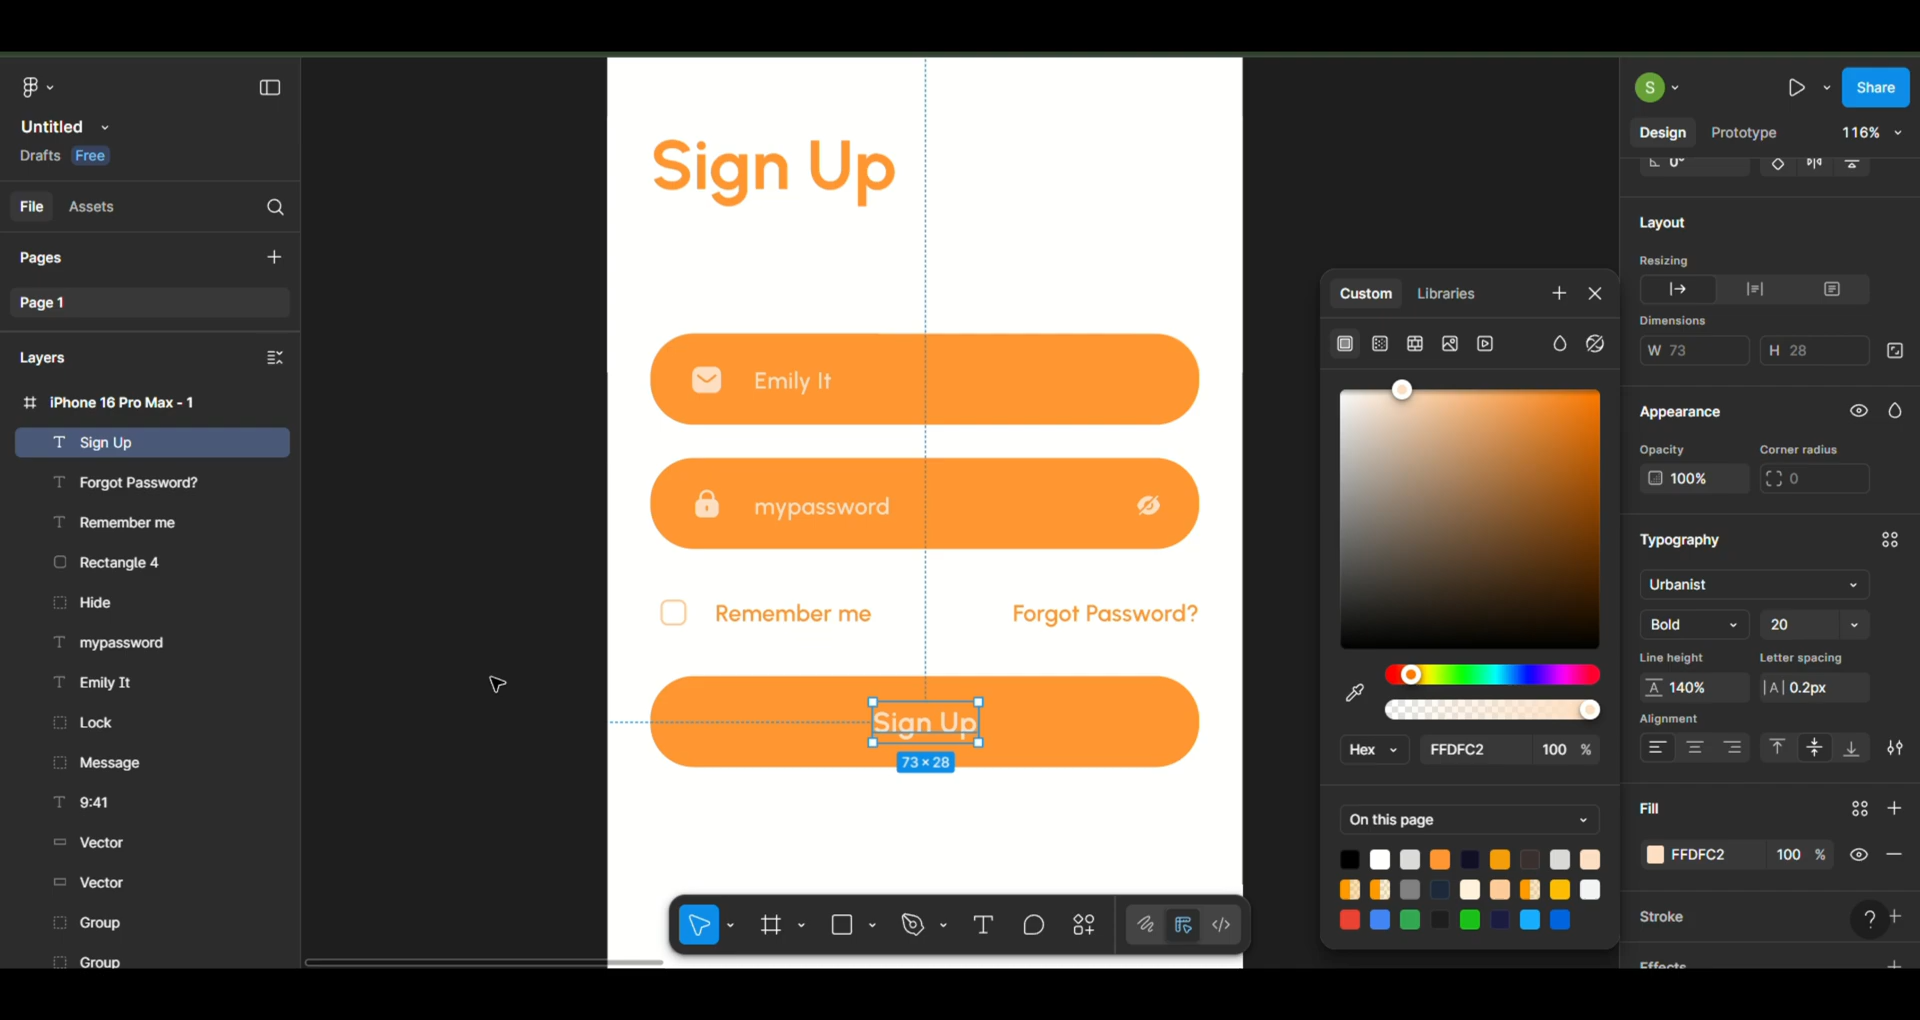 Untitled
Drafts Free
File Assets
Pages
Page 1
Layers
iPhone 16 Pro Max - 1
Sign Up
Forgot Password?
Remember me
Rectangle 4
Hide
mypassword
Emily It
Lock
Message
9:41
Vector
Vector
Group
Group
Sign Up
Emily It
mypassword
Remember me Forgot Password?
Sign Up
73 × 28
Custom Libraries
Hex FFDFC2 100 %
On this page
S Share
Design Prototype 116%
0°
Layout
Resizing
Dimensions
W 73 H 28
Appearance
Opacity Corner radius
100% 0
Typography
Urbanist
Bold 20
Line height Letter spacing
140% |A| 0.2px
Alignment
Fill
FFDFC2 100 %
Stroke ?
Effects